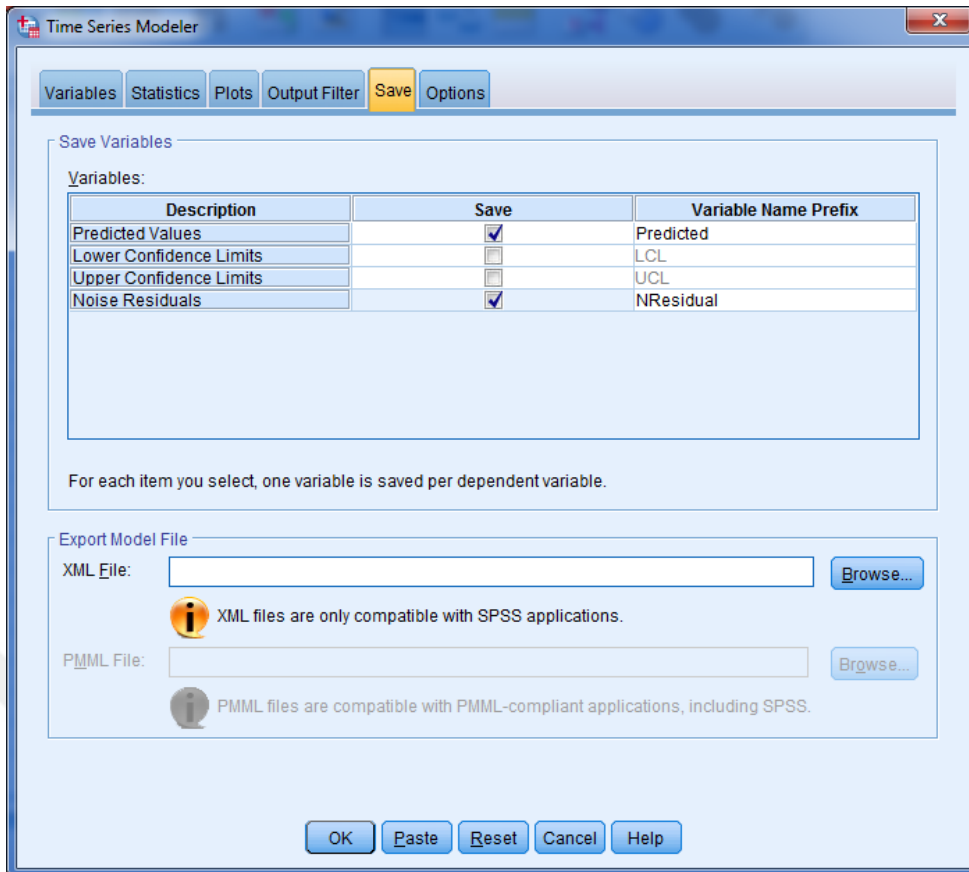 Time Series Modeler
Variables Statistics Plots Output Filter Save Options
Save Variables
Variables:
Description Save Variable Name Prefix
Predicted Values Predicted
Lower Confidence Limits LCL
Upper Confidence Limits UCL
Noise Residuals NResidual
For each item you select, one variable is saved per dependent variable.
Export Model File
XML File: Browse...
XML files are only compatible with SPSS applications.
PMML File: Browse...
PMML files are compatible with PMML-compliant applications, including SPSS.
OK Paste Reset Cancel Help